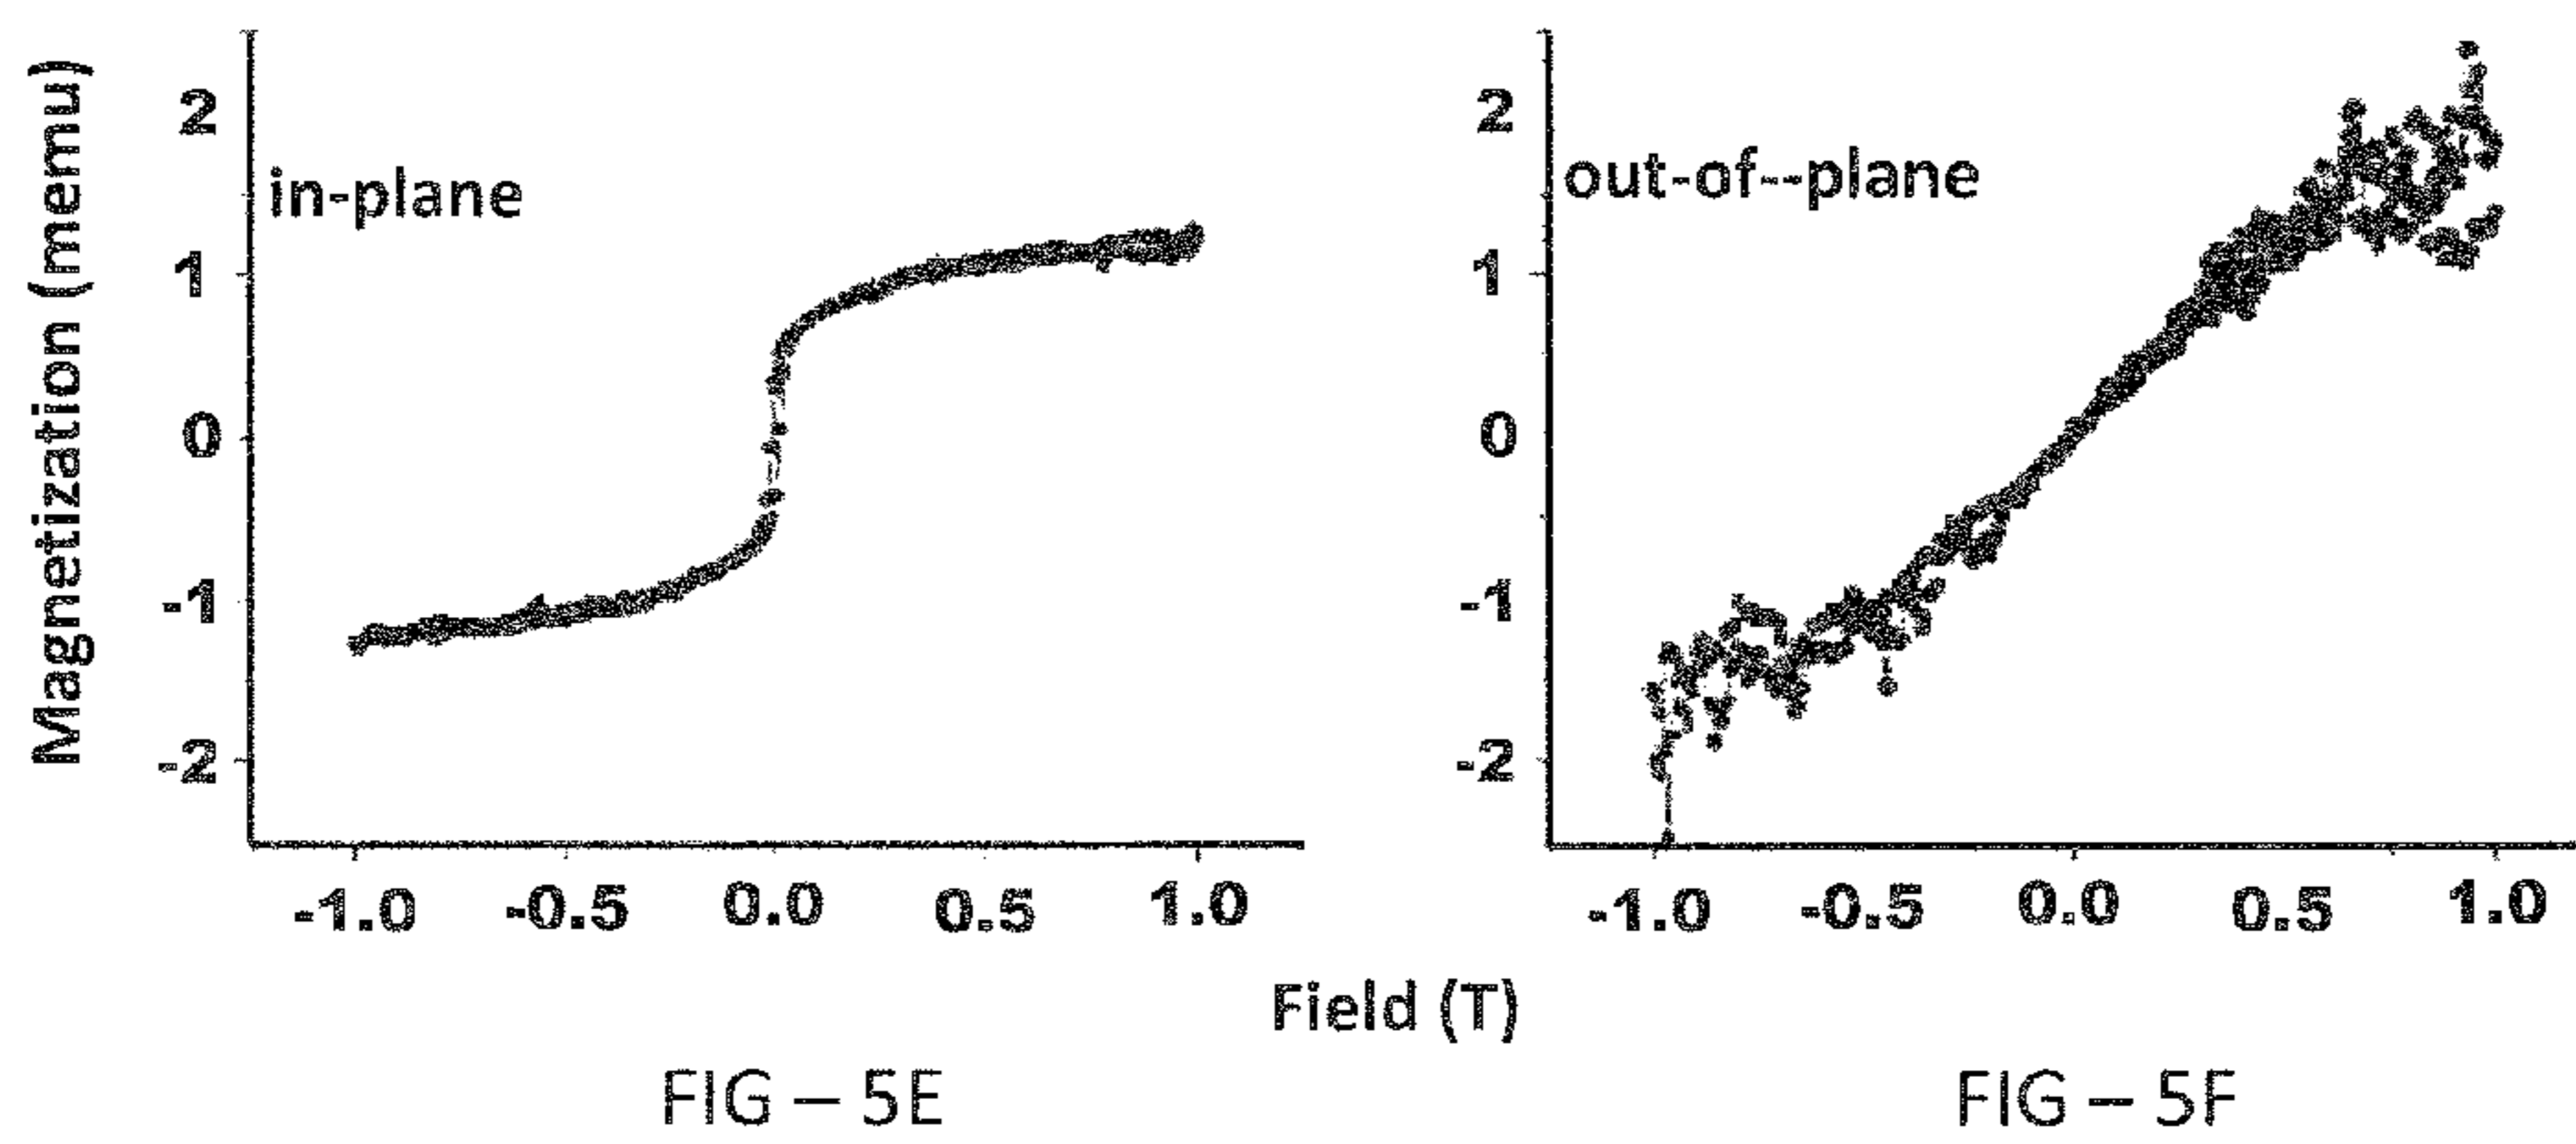 Magnetization (memu)
2
1
0
-1
-2
in-plane
-1.0 -0.5 0.0 0.5 1.0
2
1
0
-1
-2
out-of--plane
-1.0 -0.5 0.0 0.5 1.0
Field (T)
FIG – 5E
FIG – 5F